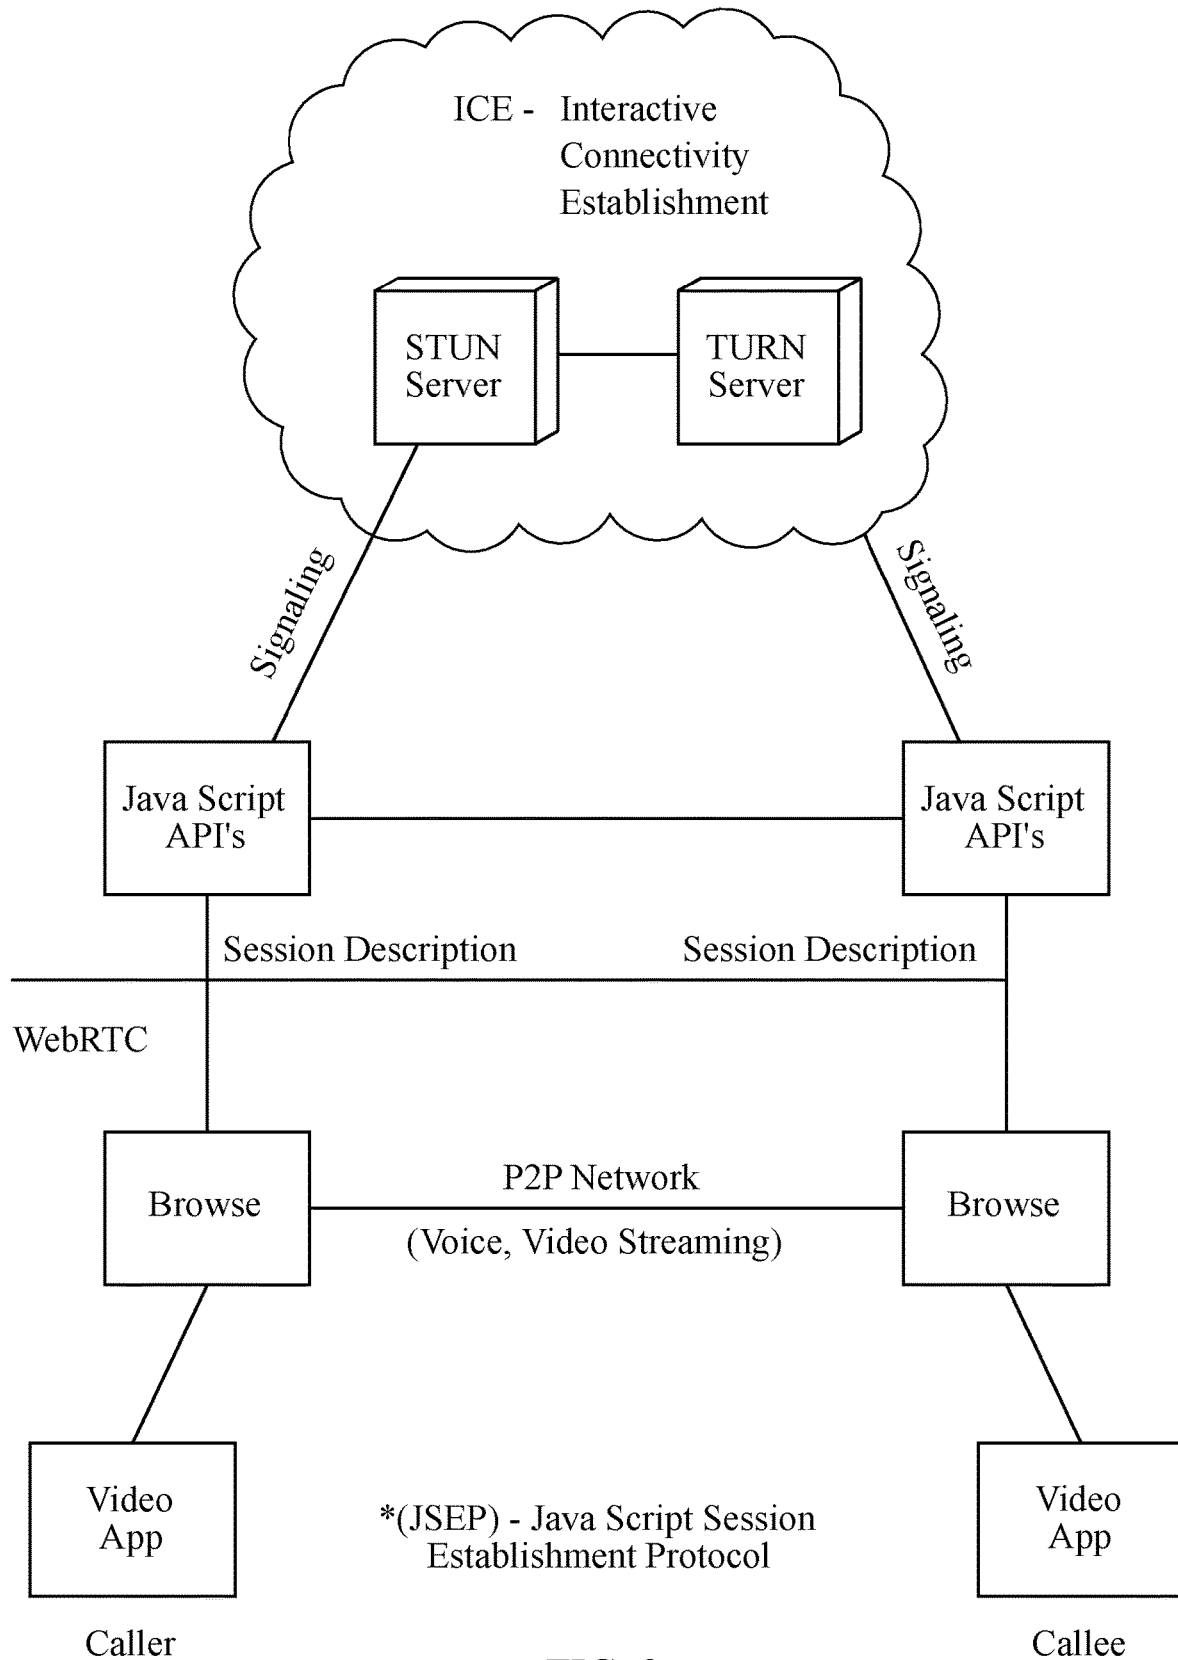 ICE - Interactive
Connectivity
Establishment
STUN
Server
TURN
Server
Signaling
Signaling
Java Script
API's
Java Script
API's
Session Description
Session Description
WebRTC
P2P Network
Browse
Browse
(Voice, Video Streaming)
Video
App
*(JSEP) - Java Script Session
Establishment Protocol
Video
App
Caller
Callee